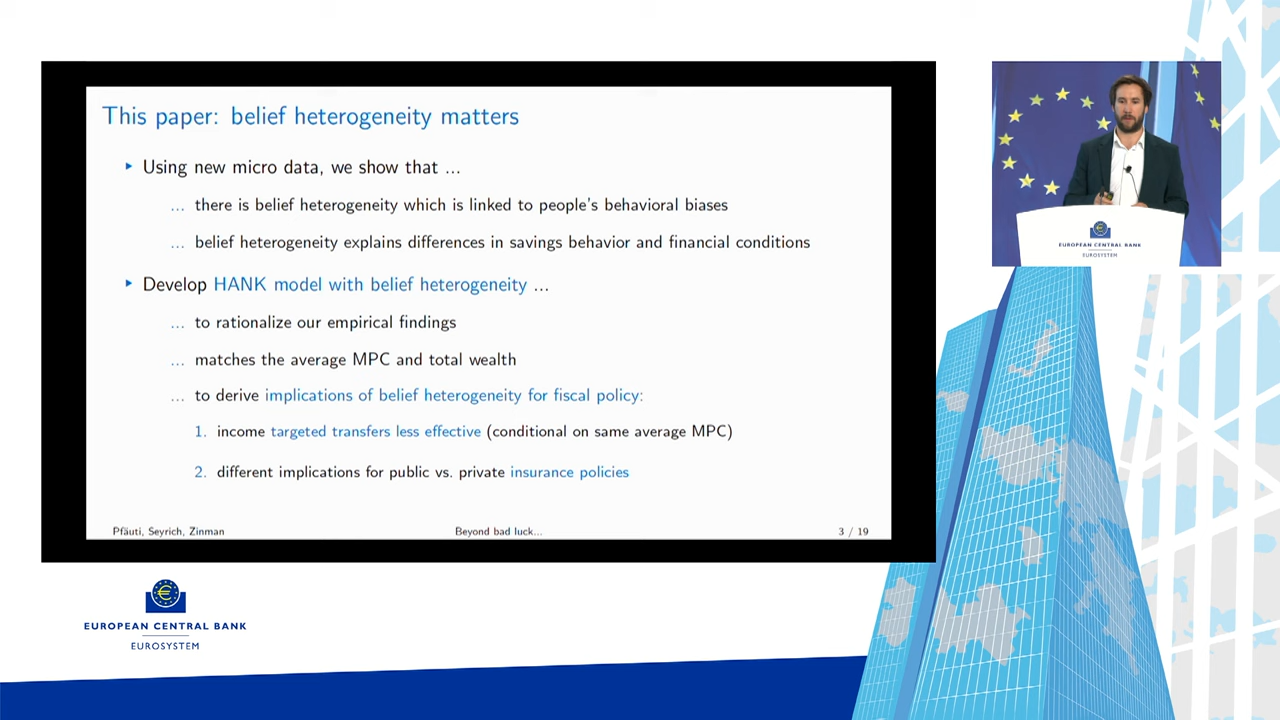 This paper: belief heterogeneity matters
Using new micro data, we show that ...
... there is belief heterogeneity which is linked to people's behavioral biases
... belief heterogeneity explains differences in savings behavior and financial conditions
Develop HANK model with belief heterogeneity ...
... to rationalize our empirical findings
... matches the average MPC and total wealth
... to derive implications of belief heterogeneity for fiscal policy:
1. income targeted transfers less effective (conditional on same average MPC)
2. different implications for public vs. private insurance policies
Pfäuti, Seyrich, Zinman
Beyond bad luck...
3 / 19
EUROPEAN CENTRAL BANK
EUROSYSTEM
EUROPEAN CENTRAL BANK
EUROSYSTEM